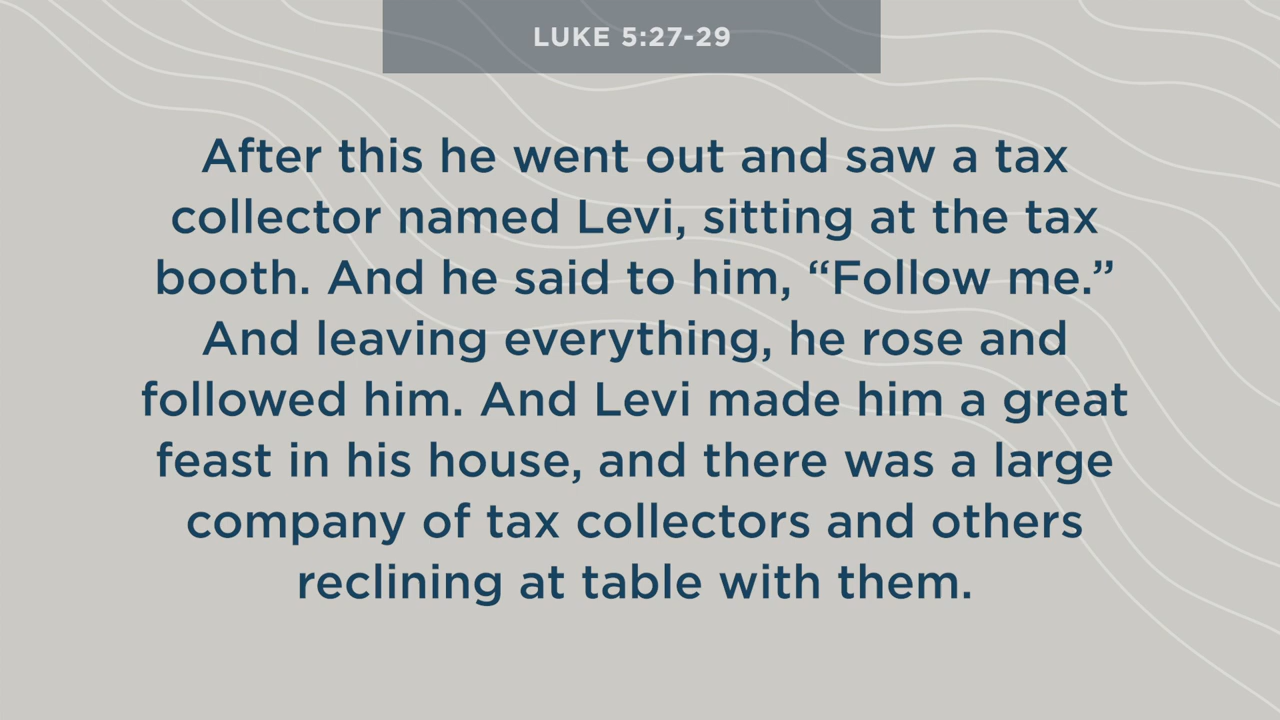 LUKE 5:27-29
After this he went out and saw a tax
collector named Levi, sitting at the tax
booth. And he said to him, “Follow me.”
And leaving everything, he rose and
followed him. And Levi made him a great
feast in his house, and there was a large
company of tax collectors and others
reclining at table with them.